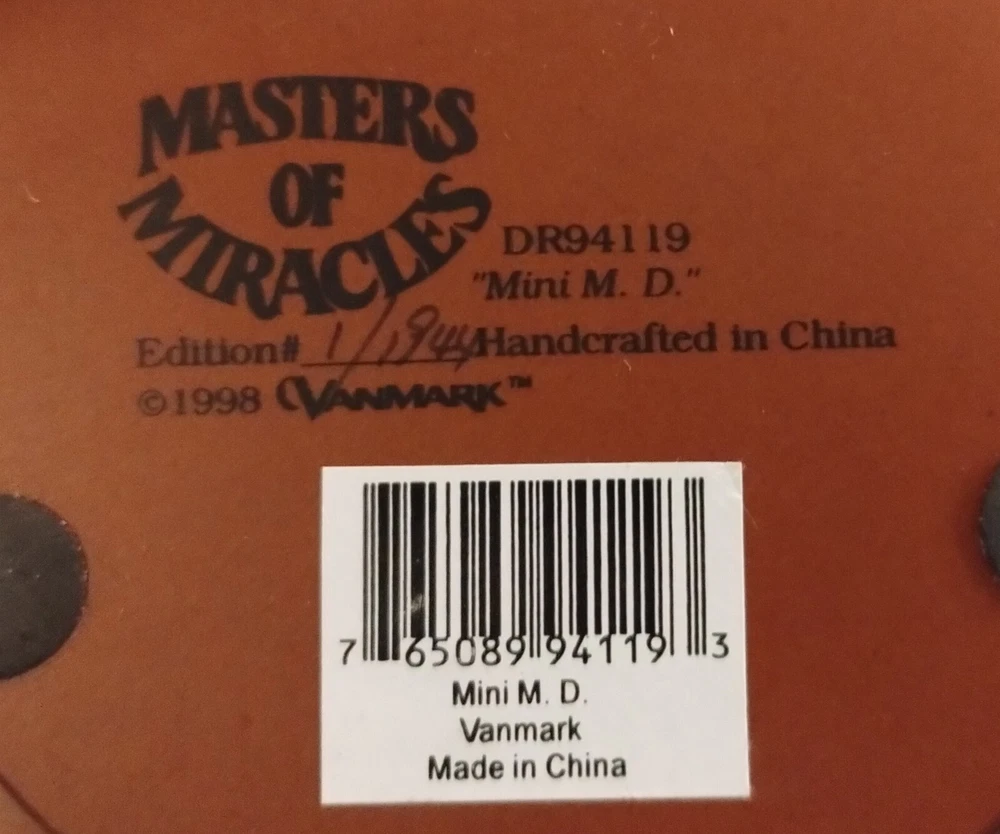 MASTERS
OF
MIRACLES
DR94119
"Mini M. D."
Edition# 1/1944 Handcrafted in China
©1998 VANMARK™
7 65089 94119 3
Mini M. D.
Vanmark
Made in China